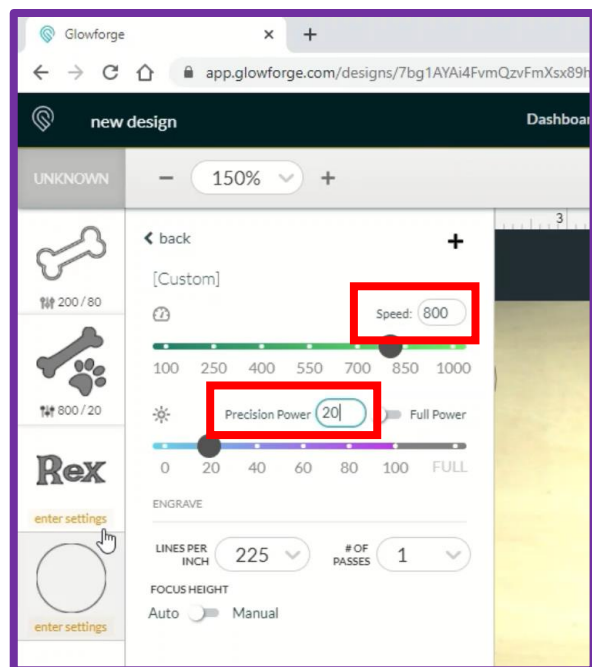 Glowforge
app.glowforge.com/designs/7bg1AYAi4FvmQzvFmXsx89h
new design
Dashboar
UNKNOWN
150%
3
back
[Custom]
200 / 80
Speed: 800
100 250 400 550 700 850 1000
800 / 20
Precision Power 20 Full Power
0 20 40 60 80 100 FULL
Rex
enter settings
ENGRAVE
LINES PER INCH 225 # OF PASSES 1
FOCUS HEIGHT
Auto Manual
enter settings